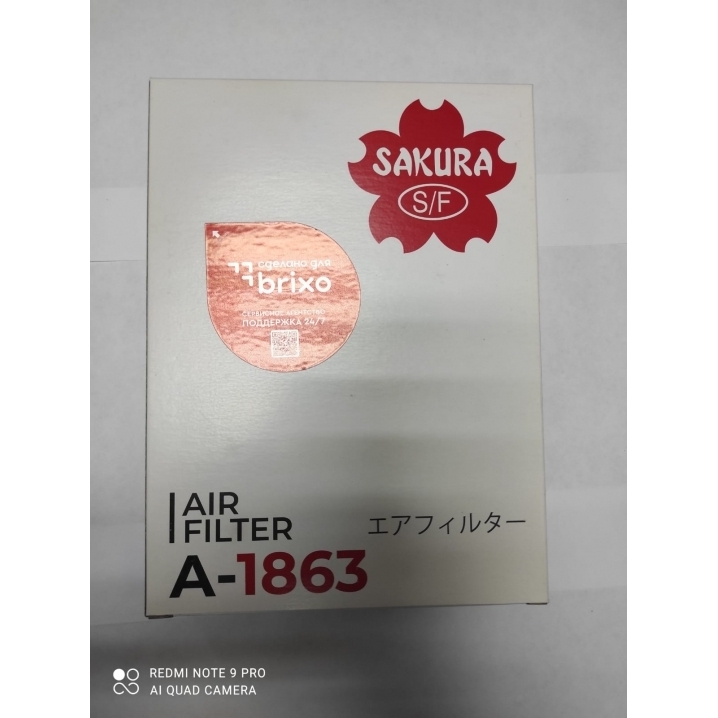 SAKURA
S/F
сделано для
brixo
СЕРВИСНОЕ АГЕНТСТВО
ПОДДЕРЖКА 24/7
AIR
FILTER
エアフィルター
A-1863
REDMI NOTE 9 PRO
AI QUAD CAMERA